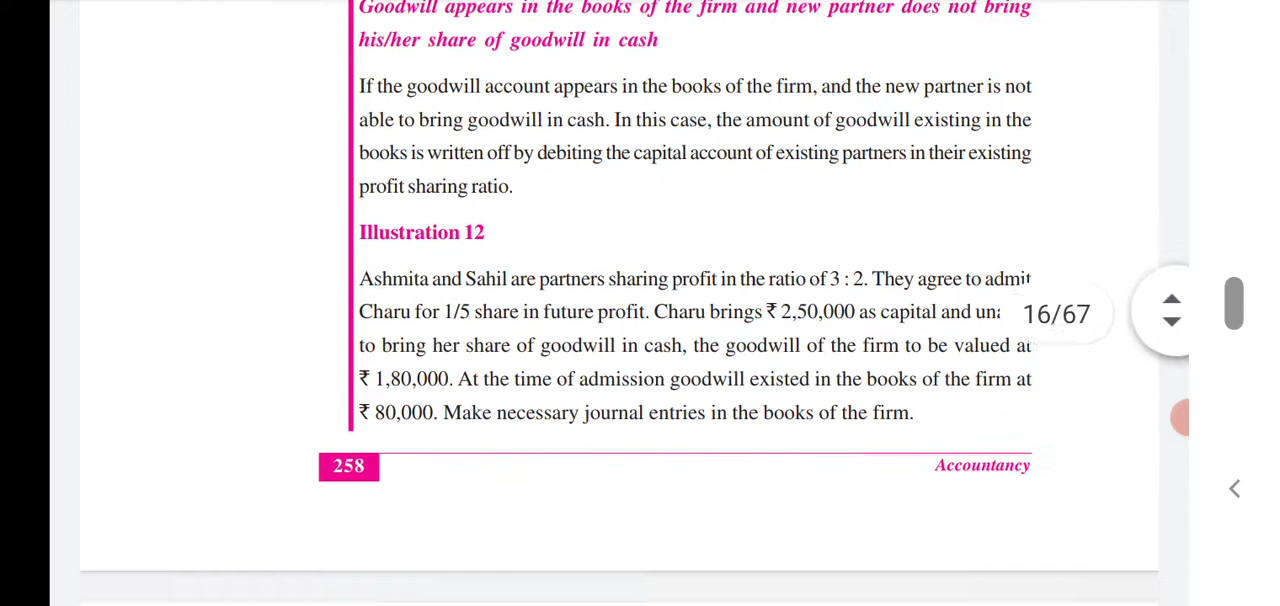 Goodwill appears in the books of the firm and new partner does not bring
his/her share of goodwill in cash
If the goodwill account appears in the books of the firm, and the new partner is not
able to bring goodwill in cash. In this case, the amount of goodwill existing in the
books is written off by debiting the capital account of existing partners in their existing
profit sharing ratio.
Illustration 12
Ashmita and Sahil are partners sharing profit in the ratio of 3 : 2. They agree to admit
Charu for 1/5 share in future profit. Charu brings ₹ 2,50,000 as capital and
16/67
to bring her share of goodwill in cash, the goodwill of the firm to be valued at
₹ 1,80,000. At the time of admission goodwill existed in the books of the firm at
₹ 80,000. Make necessary journal entries in the books of the firm.
258
Accountancy